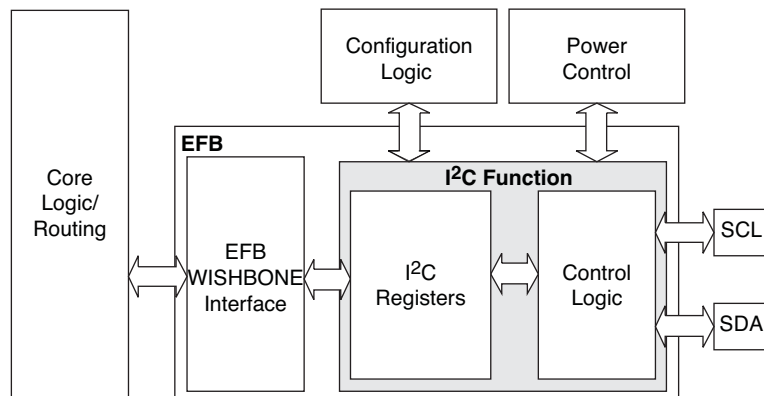 Configuration
Logic
Power
Control
EFB
I²C Function
Core
Logic/
Routing
EFB
WISHBONE
Interface
I²C
Registers
Control
Logic
SCL
SDA